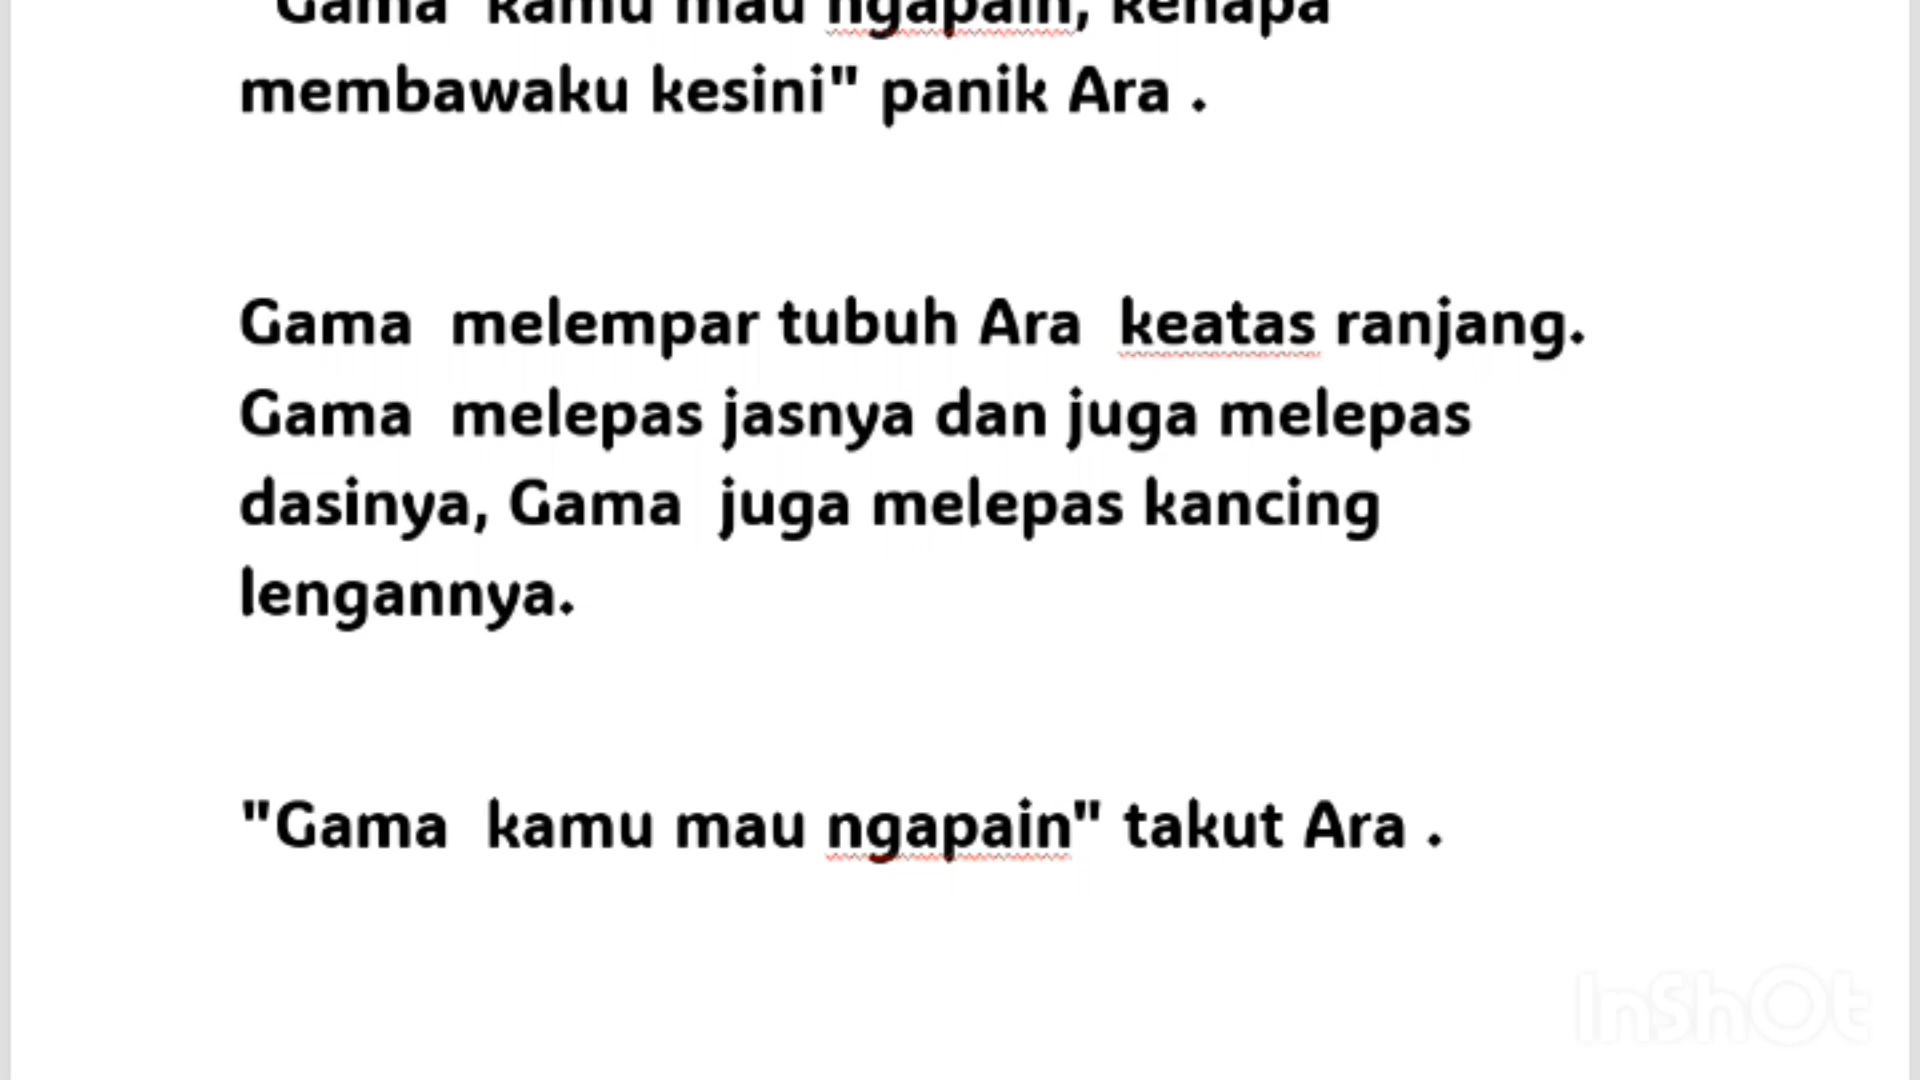 "Gama kamu mau ngapain, kenapa
membawaku kesini" panik Ara .
Gama melempar tubuh Ara keatas ranjang.
Gama melepas jasnya dan juga melepas
dasinya, Gama juga melepas kancing
lengannya.
"Gama kamu mau ngapain" takut Ara .
InShOt